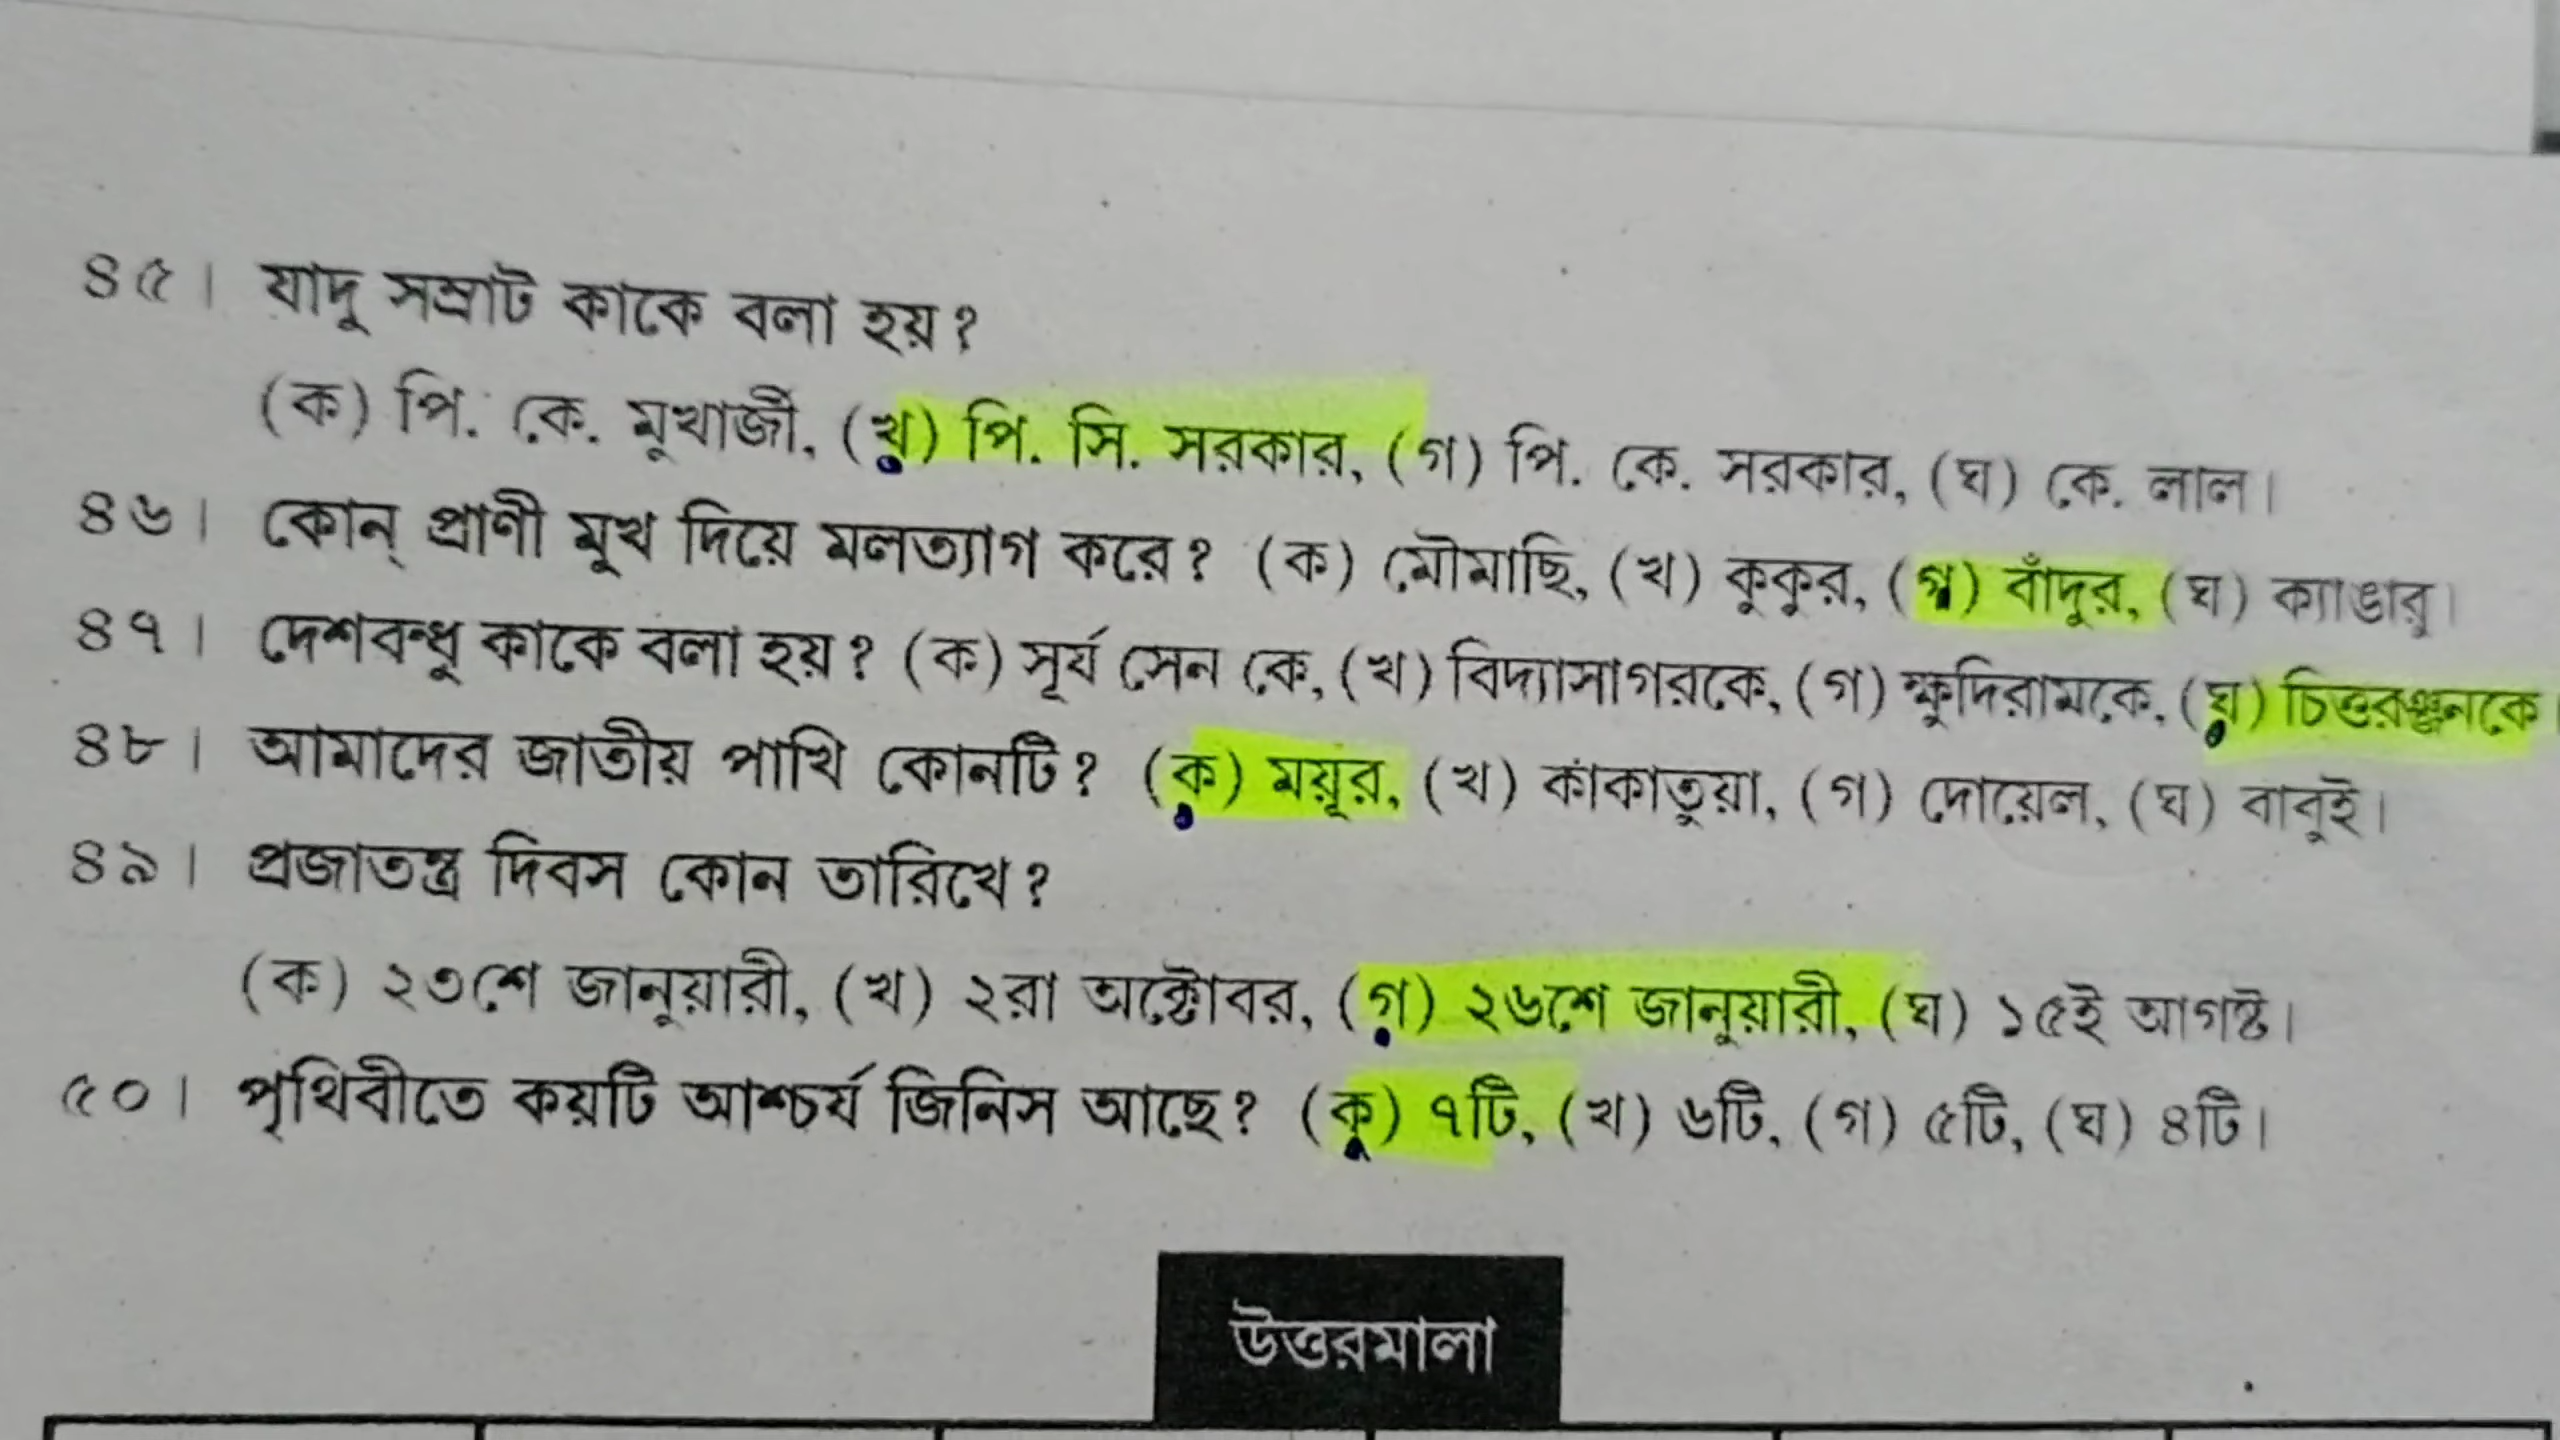 ৪৫। যাদু সম্রাট কাকে বলা হয়?
(ক) পি. কে. মুখার্জী, (খ) পি. সি. সরকার, (গ) পি. কে. সরকার, (ঘ) কে. লাল।
৪৬। কোন্ প্রাণী মুখ দিয়ে মলত্যাগ করে? (ক) মৌমাছি, (খ) কুকুর, (গ) বাঁদুর, (ঘ) ক্যাঙারু।
৪৭। দেশবন্ধু কাকে বলা হয়? (ক) সূর্য সেন কে, (খ) বিদ্যাসাগরকে, (গ) ক্ষুদিরামকে, (ঘ) চিত্তরঞ্জনকে।
৪৮। আমাদের জাতীয় পাখি কোনটি? (ক) ময়ূর, (খ) কাকাতুয়া, (গ) দোয়েল, (ঘ) বাবুই।
৪৯। প্রজাতন্ত্র দিবস কোন তারিখে?
(ক) ২৩শে জানুয়ারী, (খ) ২রা অক্টোবর, (গ) ২৬শে জানুয়ারী, (ঘ) ১৫ই আগষ্ট।
৫০। পৃথিবীতে কয়টি আশ্চর্য জিনিস আছে? (ক) ৭টি, (খ) ৬টি, (গ) ৫টি, (ঘ) ৪টি।
উত্তরমালা